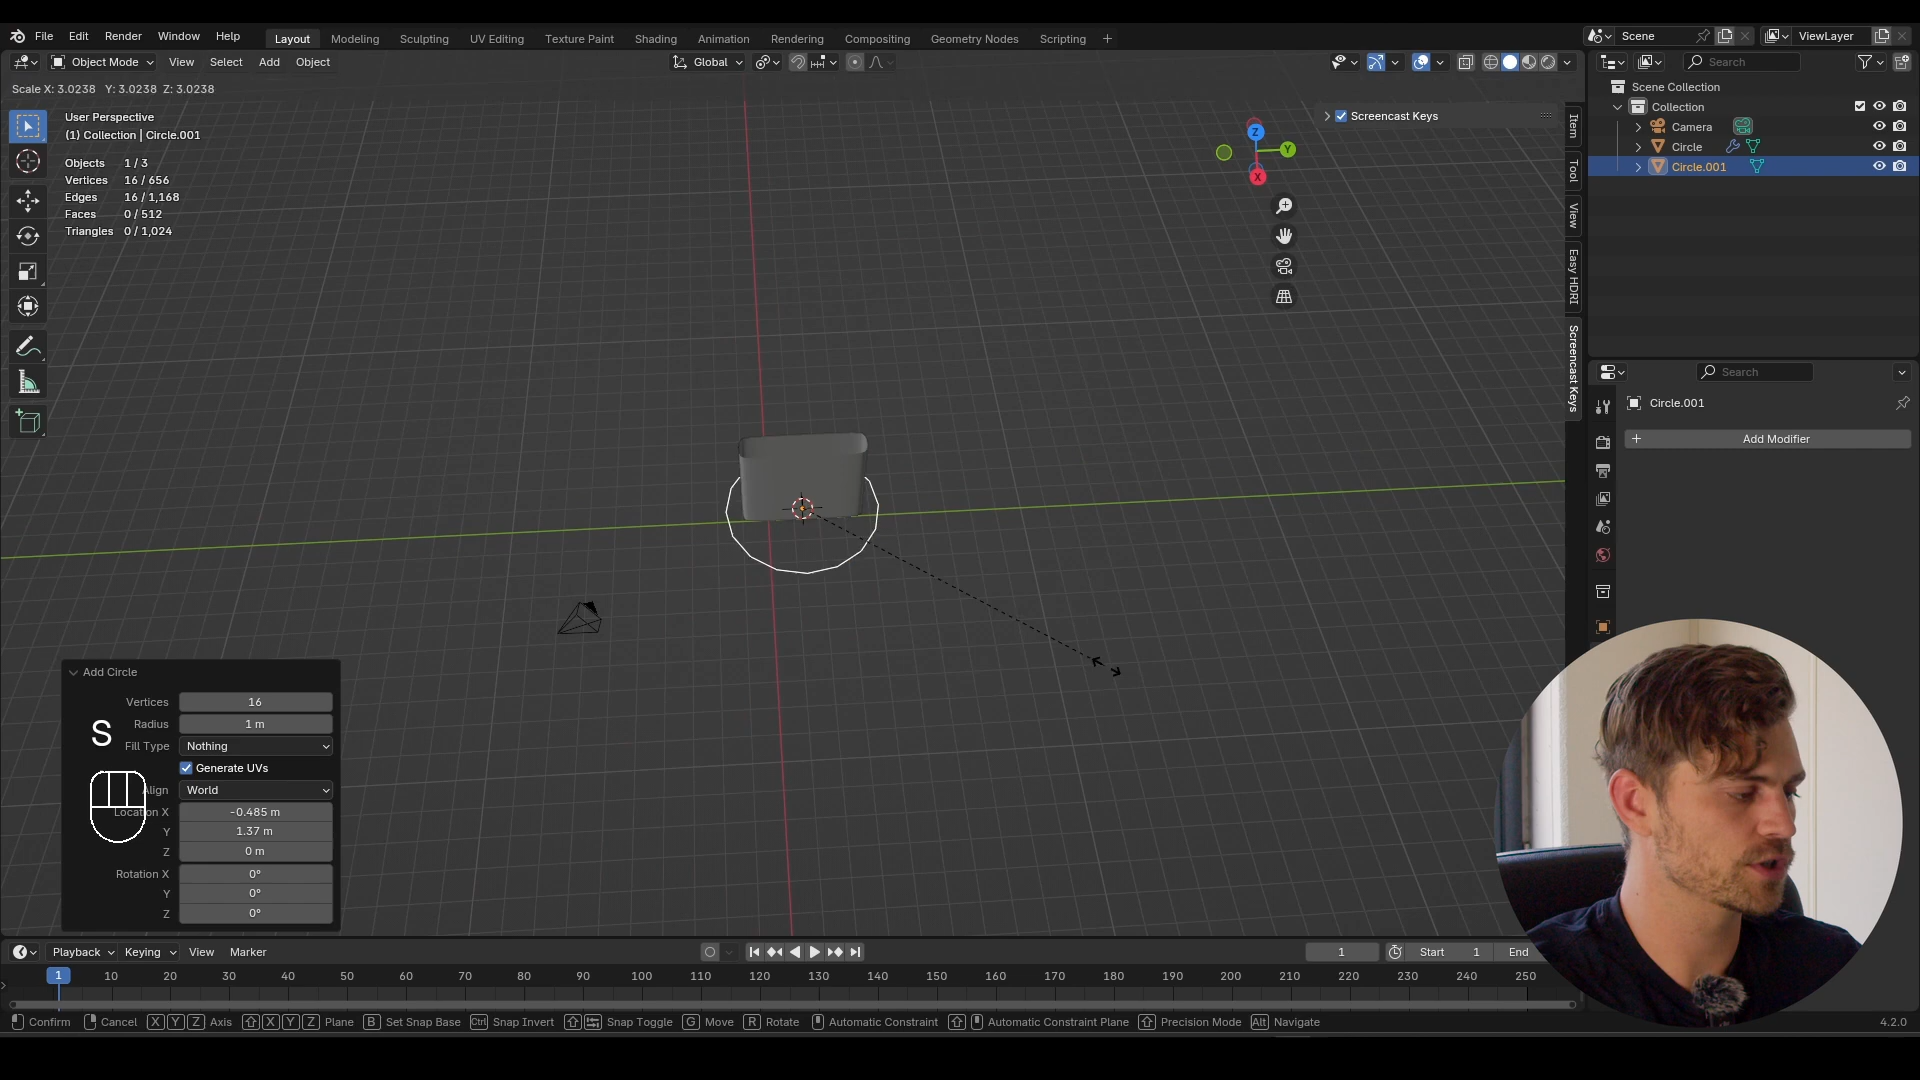 File Edit Render Window Help Layout Modeling Sculpting UV Editing Texture Paint Shading Animation Rendering Compositing Geometry Nodes Scripting + Scene ViewLayer
Object Mode View Select Add Object Global Search
Scale X: 3.0238 Y: 3.0238 Z: 3.0238
User Perspective
(1) Collection | Circle.001
Objects 1 / 3
Vertices 16 / 656
Edges 16 / 1,168
Faces 0 / 512
Triangles 0 / 1,024
Screencast Keys
Z
Y
X
Item
Tool
View
Easy HDRI
Screencast Keys
Scene Collection
Collection
Camera
Circle
Circle.001
Search
Circle.001
+ Add Modifier
Add Circle
Vertices 16
Radius 1 m
Fill Type Nothing
Generate UVs
Align World
Location X -0.485 m
Y 1.37 m
Z 0 m
Rotation X 0°
Y 0°
Z 0°
S
Playback Keying View Marker 1 Start 1 End
1 10 20 30 40 50 60 70 80 90 100 110 120 130 140 150 160 170 180 190 200 210 220 230 240 250
Confirm Cancel X Y Z Axis X Y Z Plane B Set Snap Base Ctrl Snap Invert Snap Toggle G Move R Rotate Automatic Constraint Automatic Constraint Plane Precision Mode Alt Navigate 4.2.0